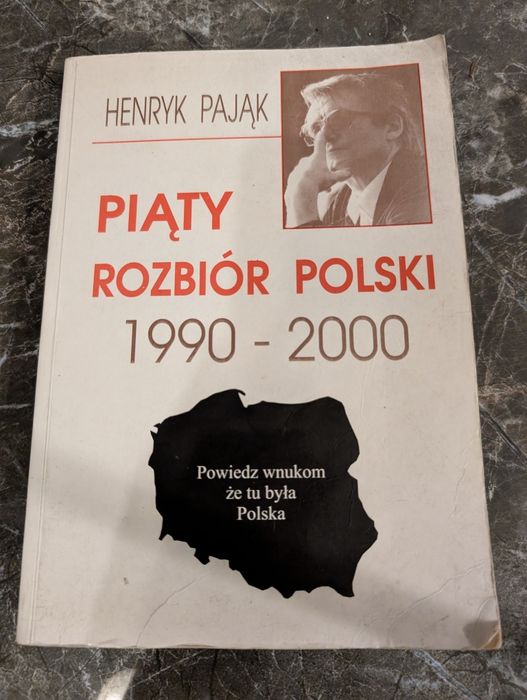 HENRYK PAJĄK
PIĄTY
ROZBIÓR POLSKI
1990 - 2000
Powiedz wnukom
że tu była
Polska